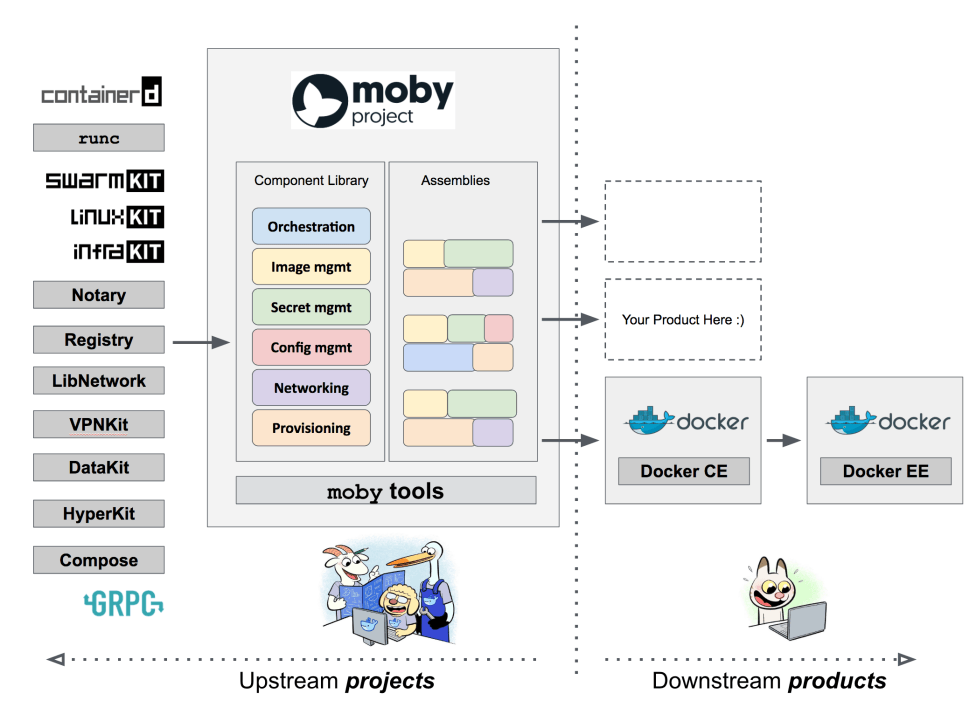 containerd
runc
swarmKIT
LinuxKIT
infraKIT
Notary
Registry
LibNetwork
VPNKit
DataKit
HyperKit
Compose
GRPC
moby
project
Component Library
Orchestration
Image mgmt
Secret mgmt
Config mgmt
Networking
Provisioning
Assemblies
moby tools
Your Product Here :)
docker
Docker CE
docker
Docker EE
Upstream projects
Downstream products